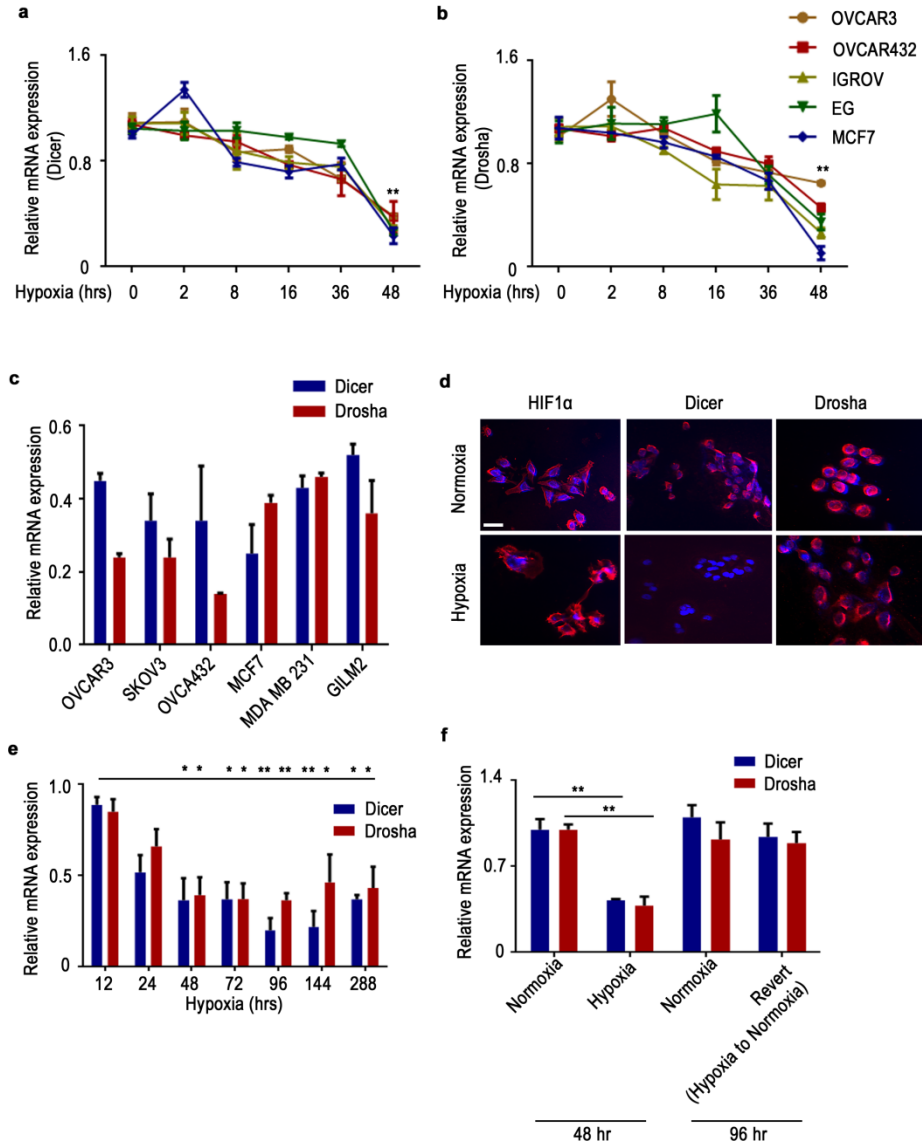 a
1.6
0.8
0
Relative mRNA expression
(Dicer)
**
Hypoxia (hrs)
0 2 8 16 36 48
b
1.6
0.8
0
Relative mRNA expression
(Drosha)
**
Hypoxia (hrs)
0 2 8 16 36 48
OVCAR3
OVCAR432
IGROV
EG
MCF7
c
Dicer
Drosha
0.6
0.4
0.2
0.0
Relative mRNA expression
OVCAR3
SKOV3
OVCA432
MCF7
MDA MB 231
GILM2
d
HIF1α Dicer Drosha
Normoxia
Hypoxia
e
* * * * ** ** ** * * *
1.0
0.5
0
Relative mRNA expression
Dicer
Drosha
12 24 48 72 96 144 288
Hypoxia (hrs)
f
Dicer
Drosha
1.4
0.7
0
Relative mRNA expression
**
**
Normoxia
Hypoxia
Normoxia
Revert
(Hypoxia to Normoxia)
48 hr 96 hr